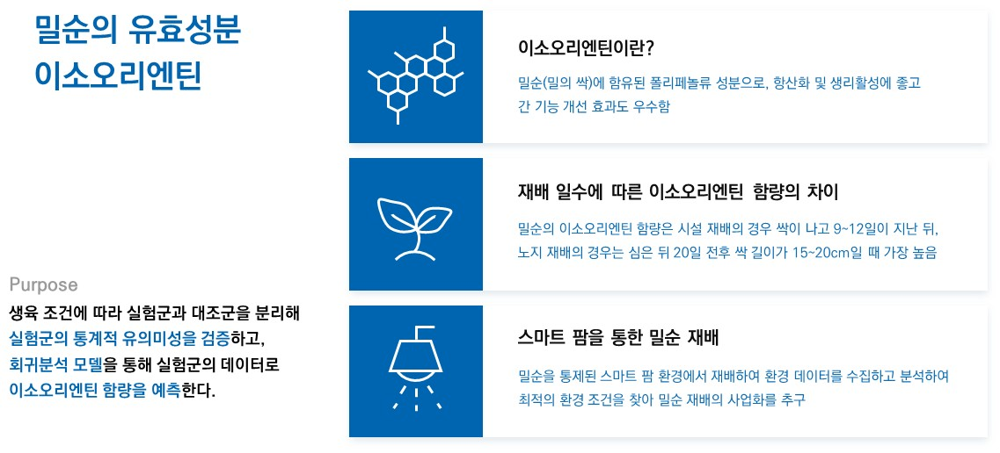 밀순의 유효성분
이소오리엔틴
Purpose
생육 조건에 따라 실험군과 대조군을 분리해
실험군의 통계적 유의미성을 검증하고,
회귀분석 모델을 통해 실험군의 데이터로
이소오리엔틴 함량을 예측한다.
이소오리엔틴이란?
밀순(밀의 싹)에 함유된 폴리페놀류 성분으로, 항산화 및 생리활성에 좋고
간 기능 개선 효과도 우수함
재배 일수에 따른 이소오리엔틴 함량의 차이
밀순의 이소오리엔틴 함량은 시설 재배의 경우 싹이 나고 9~12일이 지난 뒤,
노지 재배의 경우는 심은 뒤 20일 전후 싹 길이가 15~20cm일 때 가장 높음
스마트 팜을 통한 밀순 재배
밀순을 통제된 스마트 팜 환경에서 재배하여 환경 데이터를 수집하고 분석하여
최적의 환경 조건을 찾아 밀순 재배의 사업화를 추구